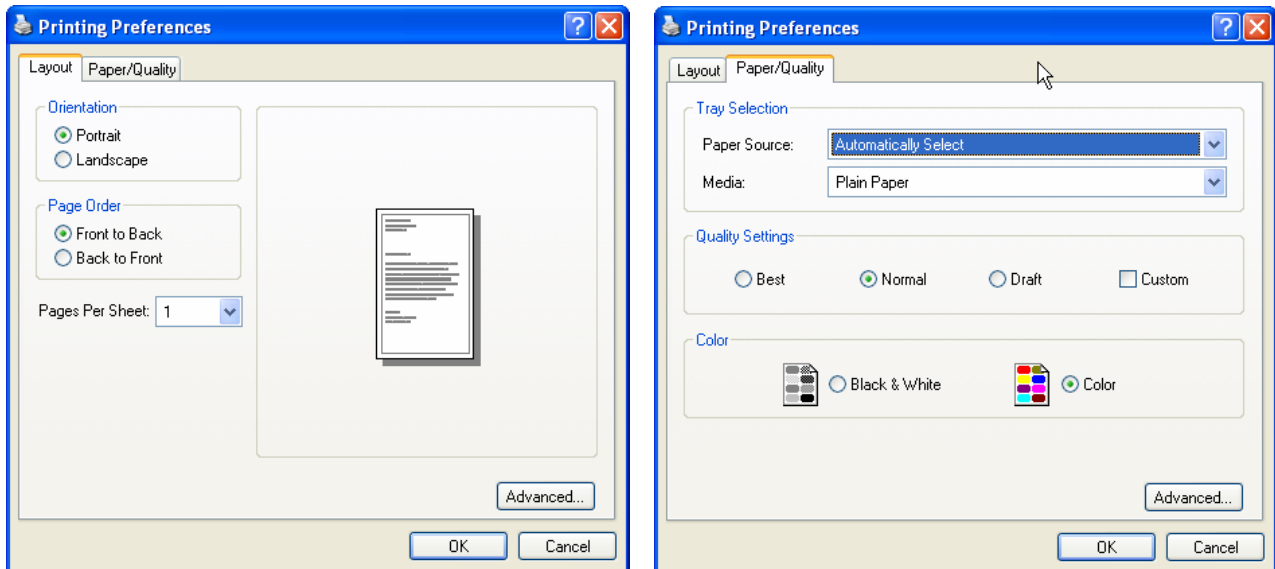 Printing Preferences
Layout Paper/Quality
Orientation
Portrait
Landscape
Page Order
Front to Back
Back to Front
Pages Per Sheet: 1
Advanced...
OK Cancel
Printing Preferences
Layout Paper/Quality
Tray Selection
Paper Source: Automatically Select
Media: Plain Paper
Quality Settings
Best Normal Draft Custom
Color
Black & White Color
Advanced...
OK Cancel